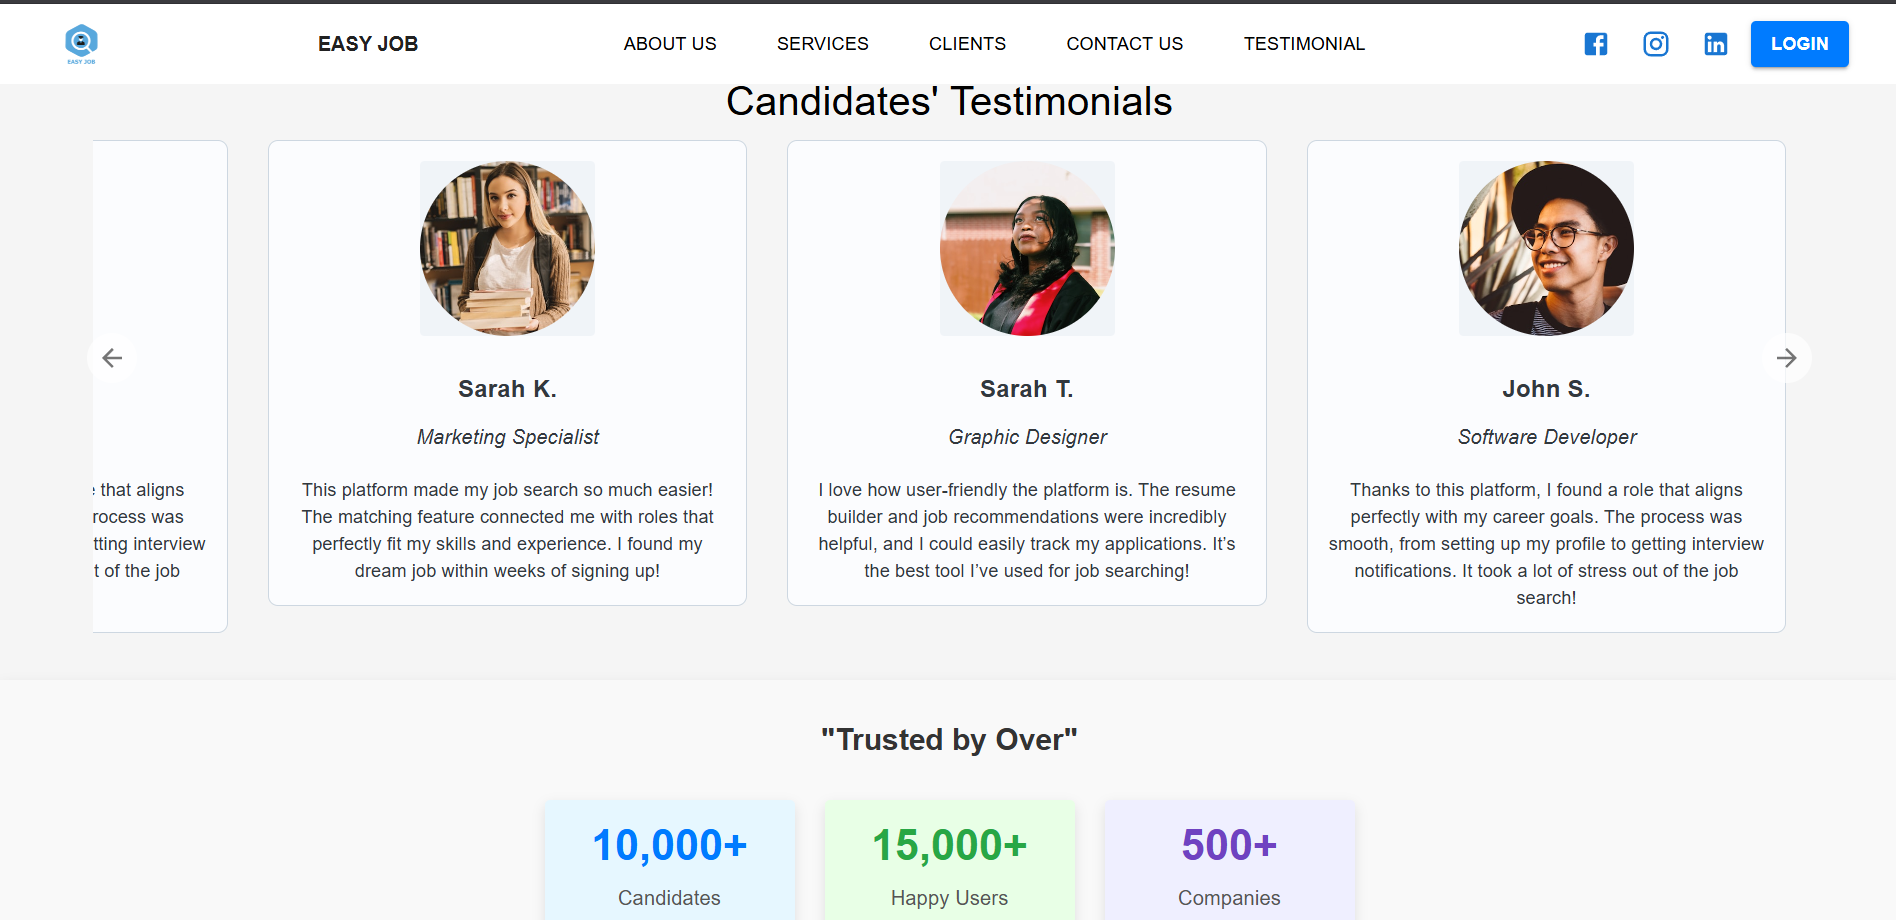 EASY JOB
EASY JOB
ABOUT US
SERVICES
CLIENTS
CONTACT US
TESTIMONIAL
LOGIN
Candidates' Testimonials
that aligns
rocess was
tting interview
t of the job
Sarah K.
Marketing Specialist
This platform made my job search so much easier!
The matching feature connected me with roles that
perfectly fit my skills and experience. I found my
dream job within weeks of signing up!
Sarah T.
Graphic Designer
I love how user-friendly the platform is. The resume
builder and job recommendations were incredibly
helpful, and I could easily track my applications. It’s
the best tool I’ve used for job searching!
John S.
Software Developer
Thanks to this platform, I found a role that aligns
perfectly with my career goals. The process was
smooth, from setting up my profile to getting interview
notifications. It took a lot of stress out of the job
search!
"Trusted by Over"
10,000+
Candidates
15,000+
Happy Users
500+
Companies